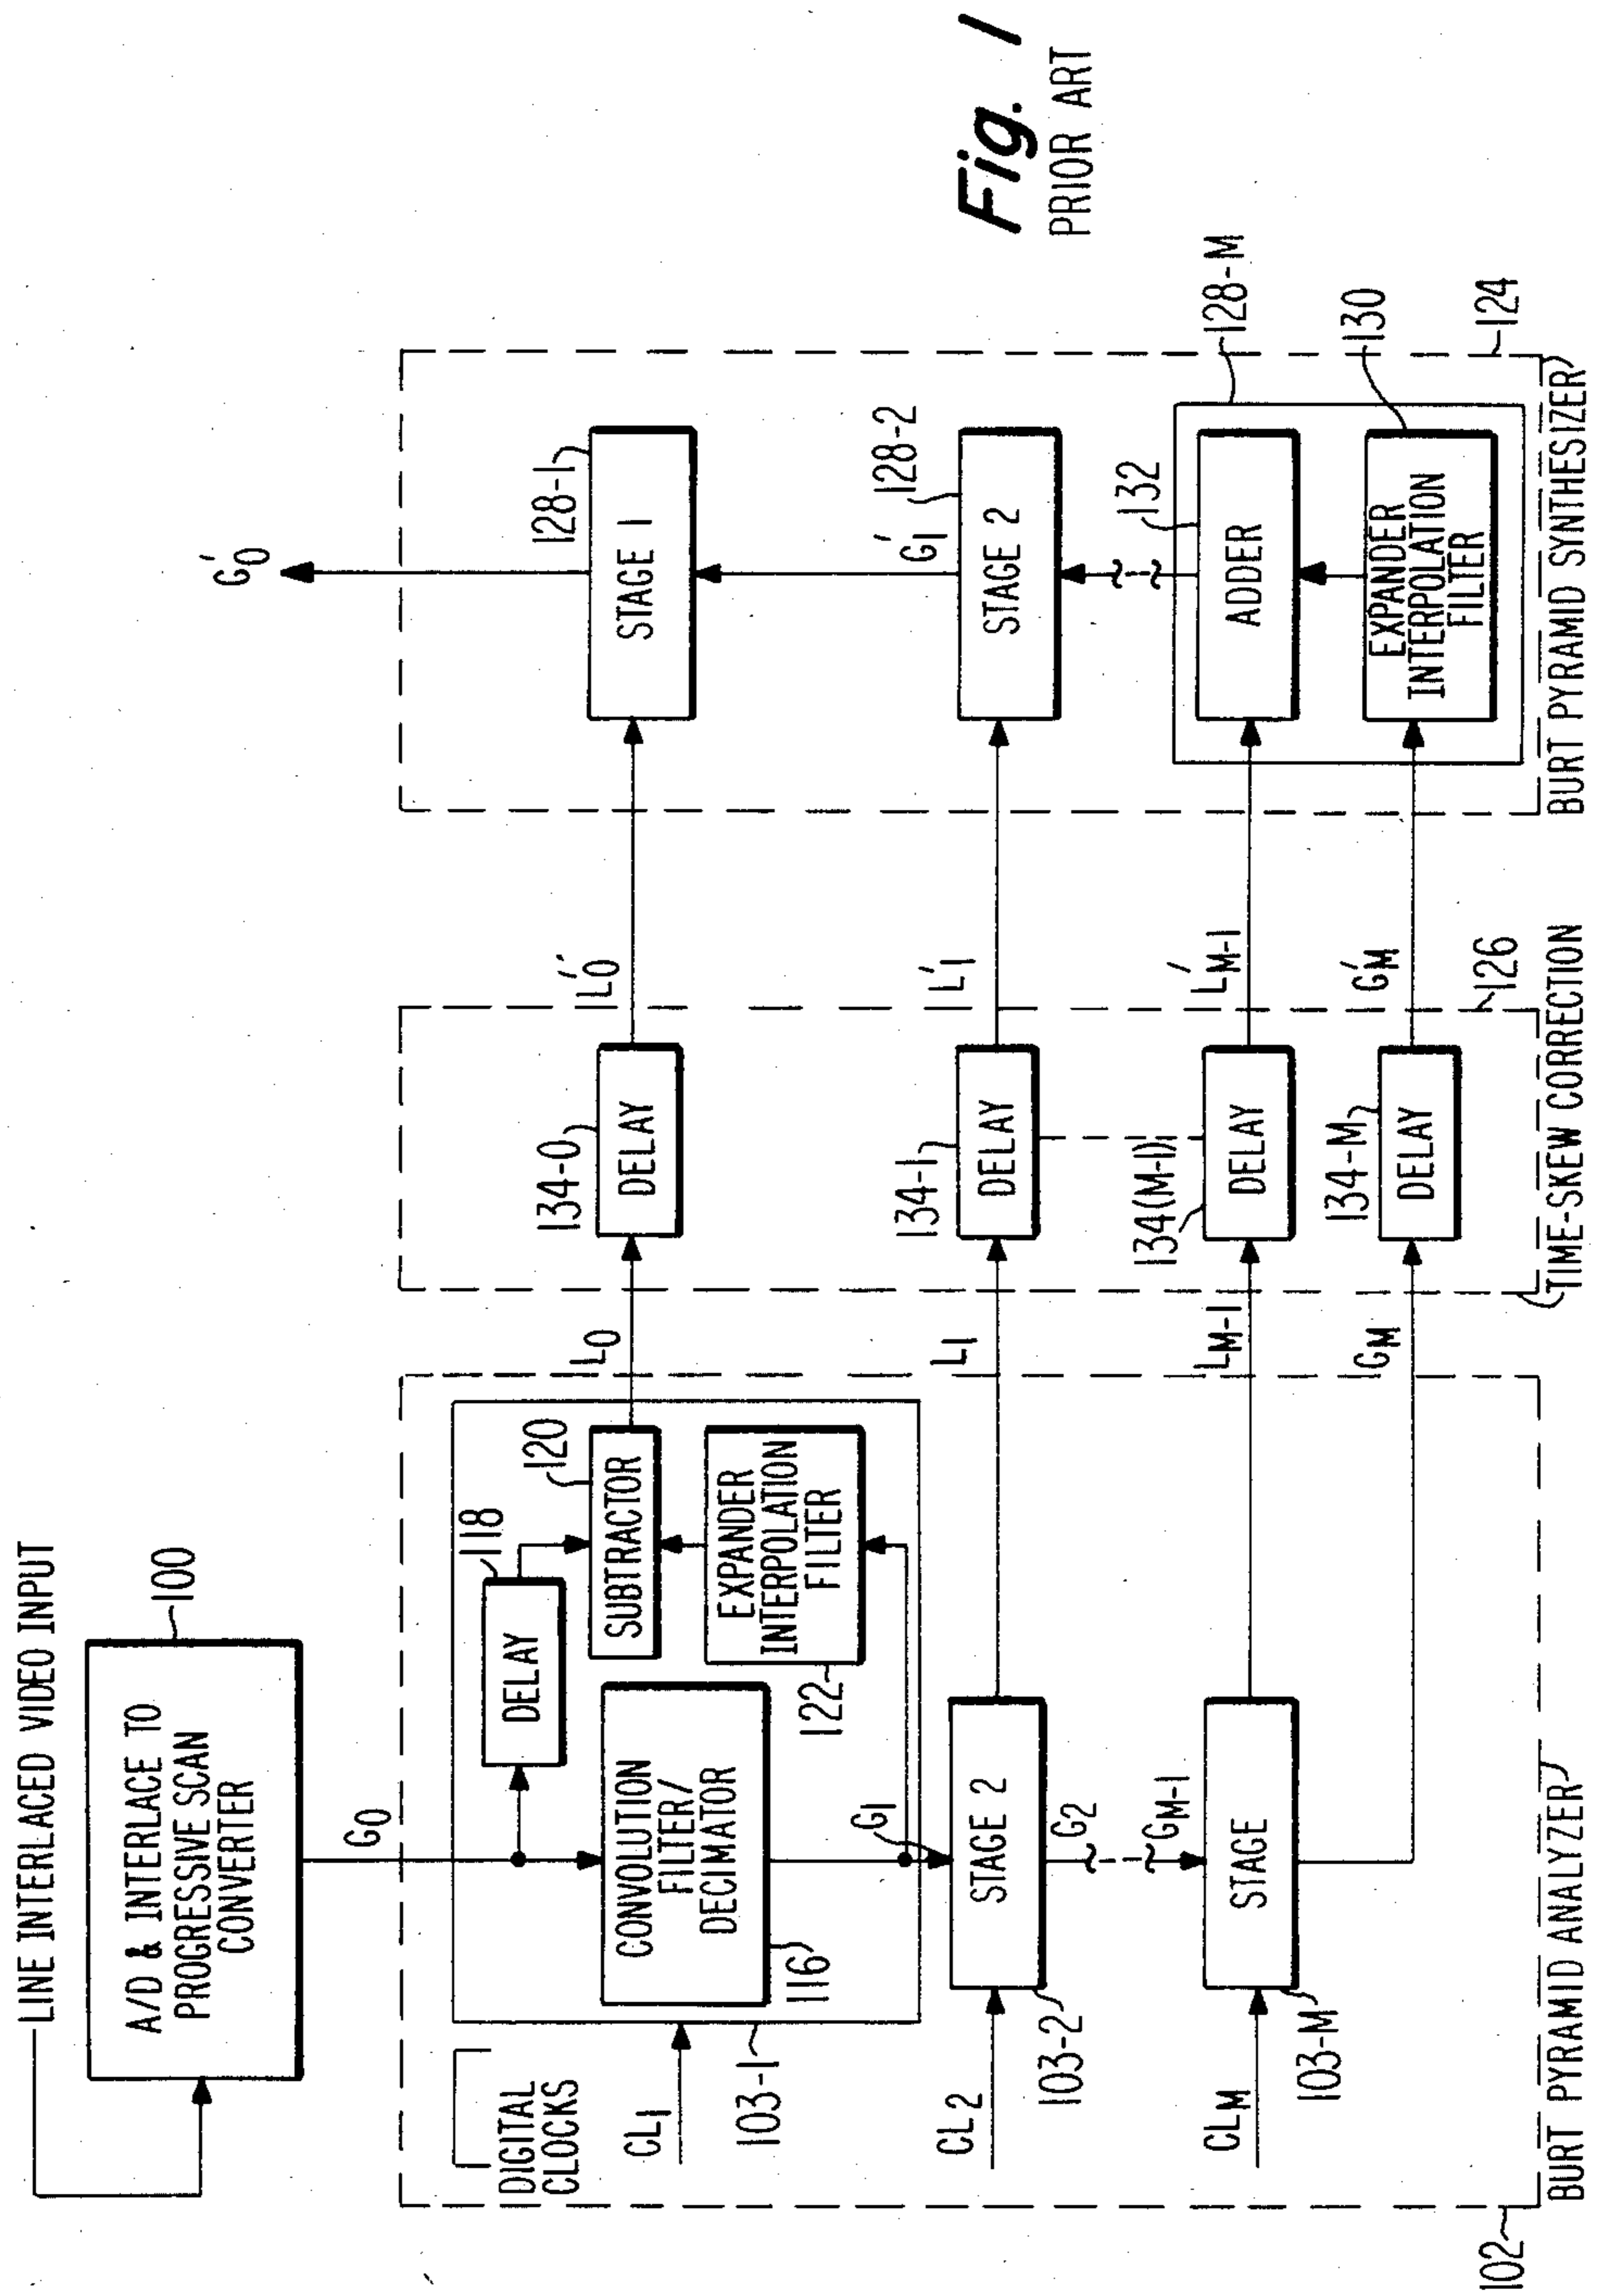 LINE INTERLACED VIDEO INPUT
A/D & INTERLACE TO
PROGRESSIVE SCAN
CONVERTER
100
G0
DIGITAL
CLOCKS
CL1
103-1
CONVOLUTION
FILTER/
DECIMATOR
116
DELAY
118
SUBTRACTOR
120
EXPANDER
INTERPOLATION
FILTER
122
G1
CL2
STAGE 2
103-2
G2
GM-1
CLM
STAGE
103-M
102
BURT PYRAMID ANALYZER
L0
L1
LM-1
GM
134-0
DELAY
134-1
DELAY
134(M-1)
DELAY
134-M
DELAY
126
TIME-SKEW CORRECTION
L'0'
L'1
L'M-1
G'M
G'0
STAGE 1
128-1
G'1
STAGE 2
128-2
ADDER
132
128-M
EXPANDER
INTERPOLATION
FILTER
130
124
BURT PYRAMID SYNTHESIZER
Fig. 1
PRIOR ART